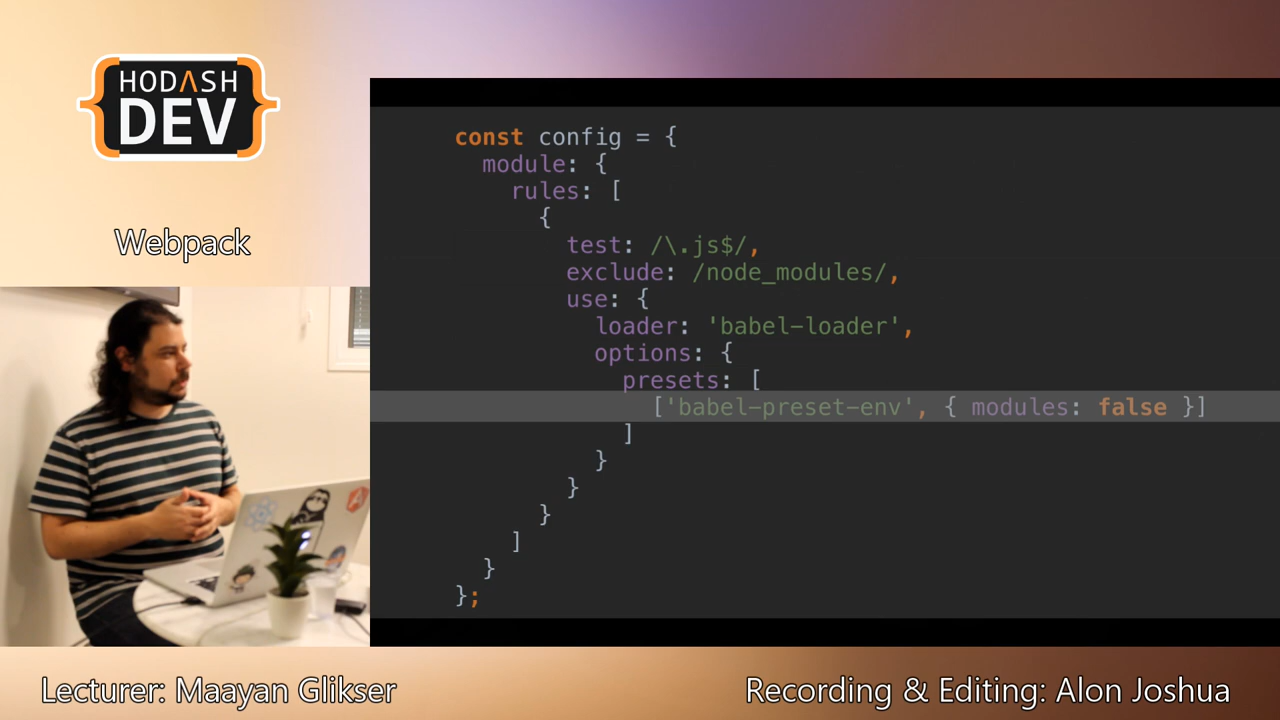 HODASH
DEV
Webpack
const config = {
  module: {
    rules: [
      {
        test: /\.js$/,
        exclude: /node_modules/,
        use: {
          loader: 'babel-loader',
          options: {
            presets: [
              ['babel-preset-env', { modules: false }]
            ]
          }
        }
      }
    ]
  }
};
Lecturer: Maayan Glikser
Recording & Editing: Alon Joshua